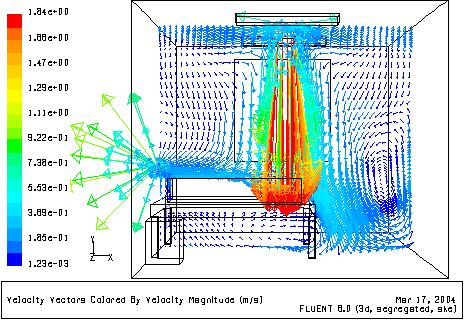 1.84e+00
1.66e+00
1.47e+00
1.29e+00
1.11e+00
9.22e-01
7.38e-01
5.53e-01
3.69e-01
1.85e-01
1.23e-03
Y
Z X
Velocity Vectors Colored By Velocity Magnitude (m/s)
Mar 17, 2004
FLUENT 6.0 (3d, segregated, ske)